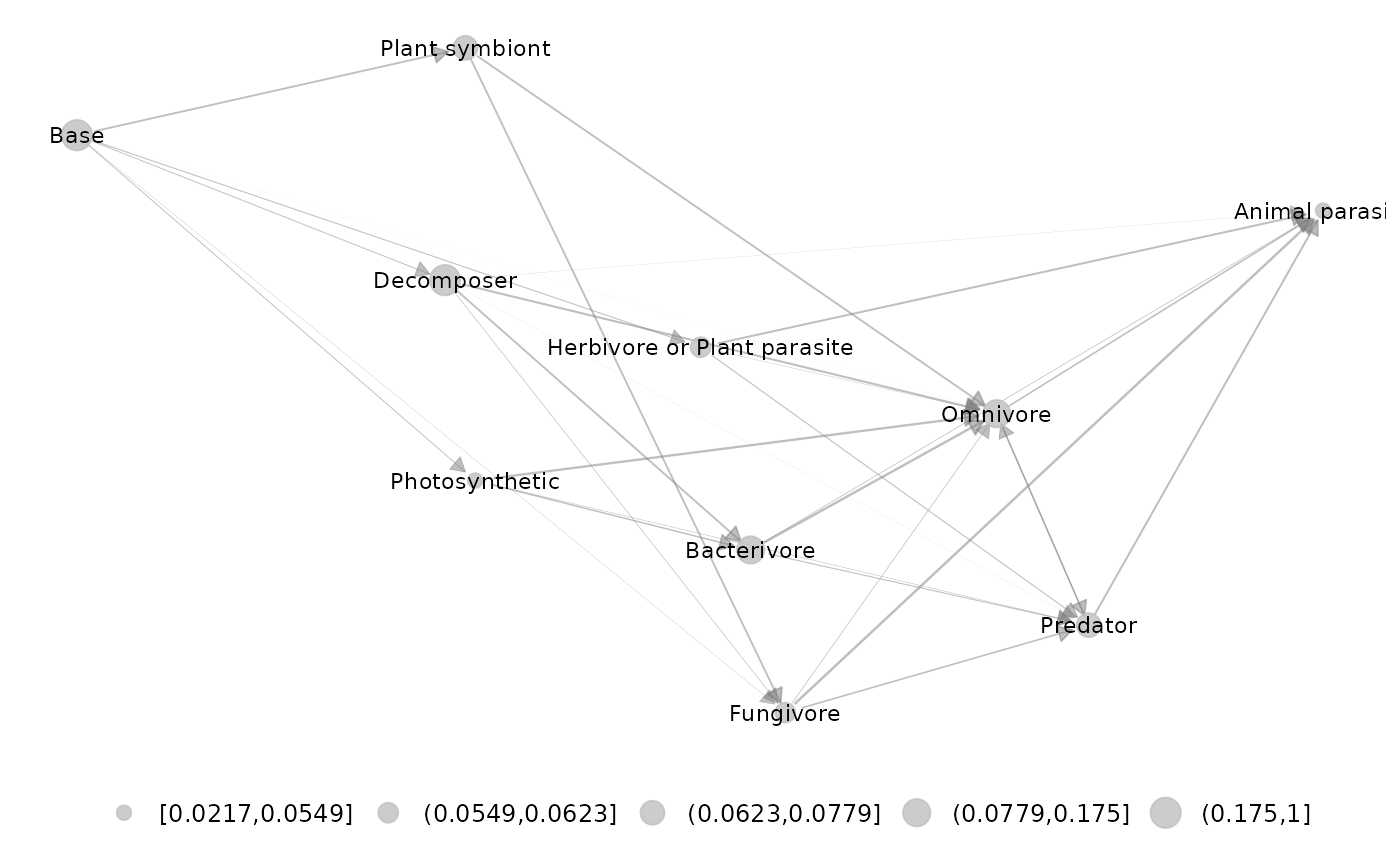 Plant symbiont
Base
Animal parasi
Decomposer
Herbivore or Plant parasite
Omnivore
Photosynthetic
Bacterivore
Predator
Fungivore
[0.0217,0.0549] (0.0549,0.0623] (0.0623,0.0779] (0.0779,0.175] (0.175,1]